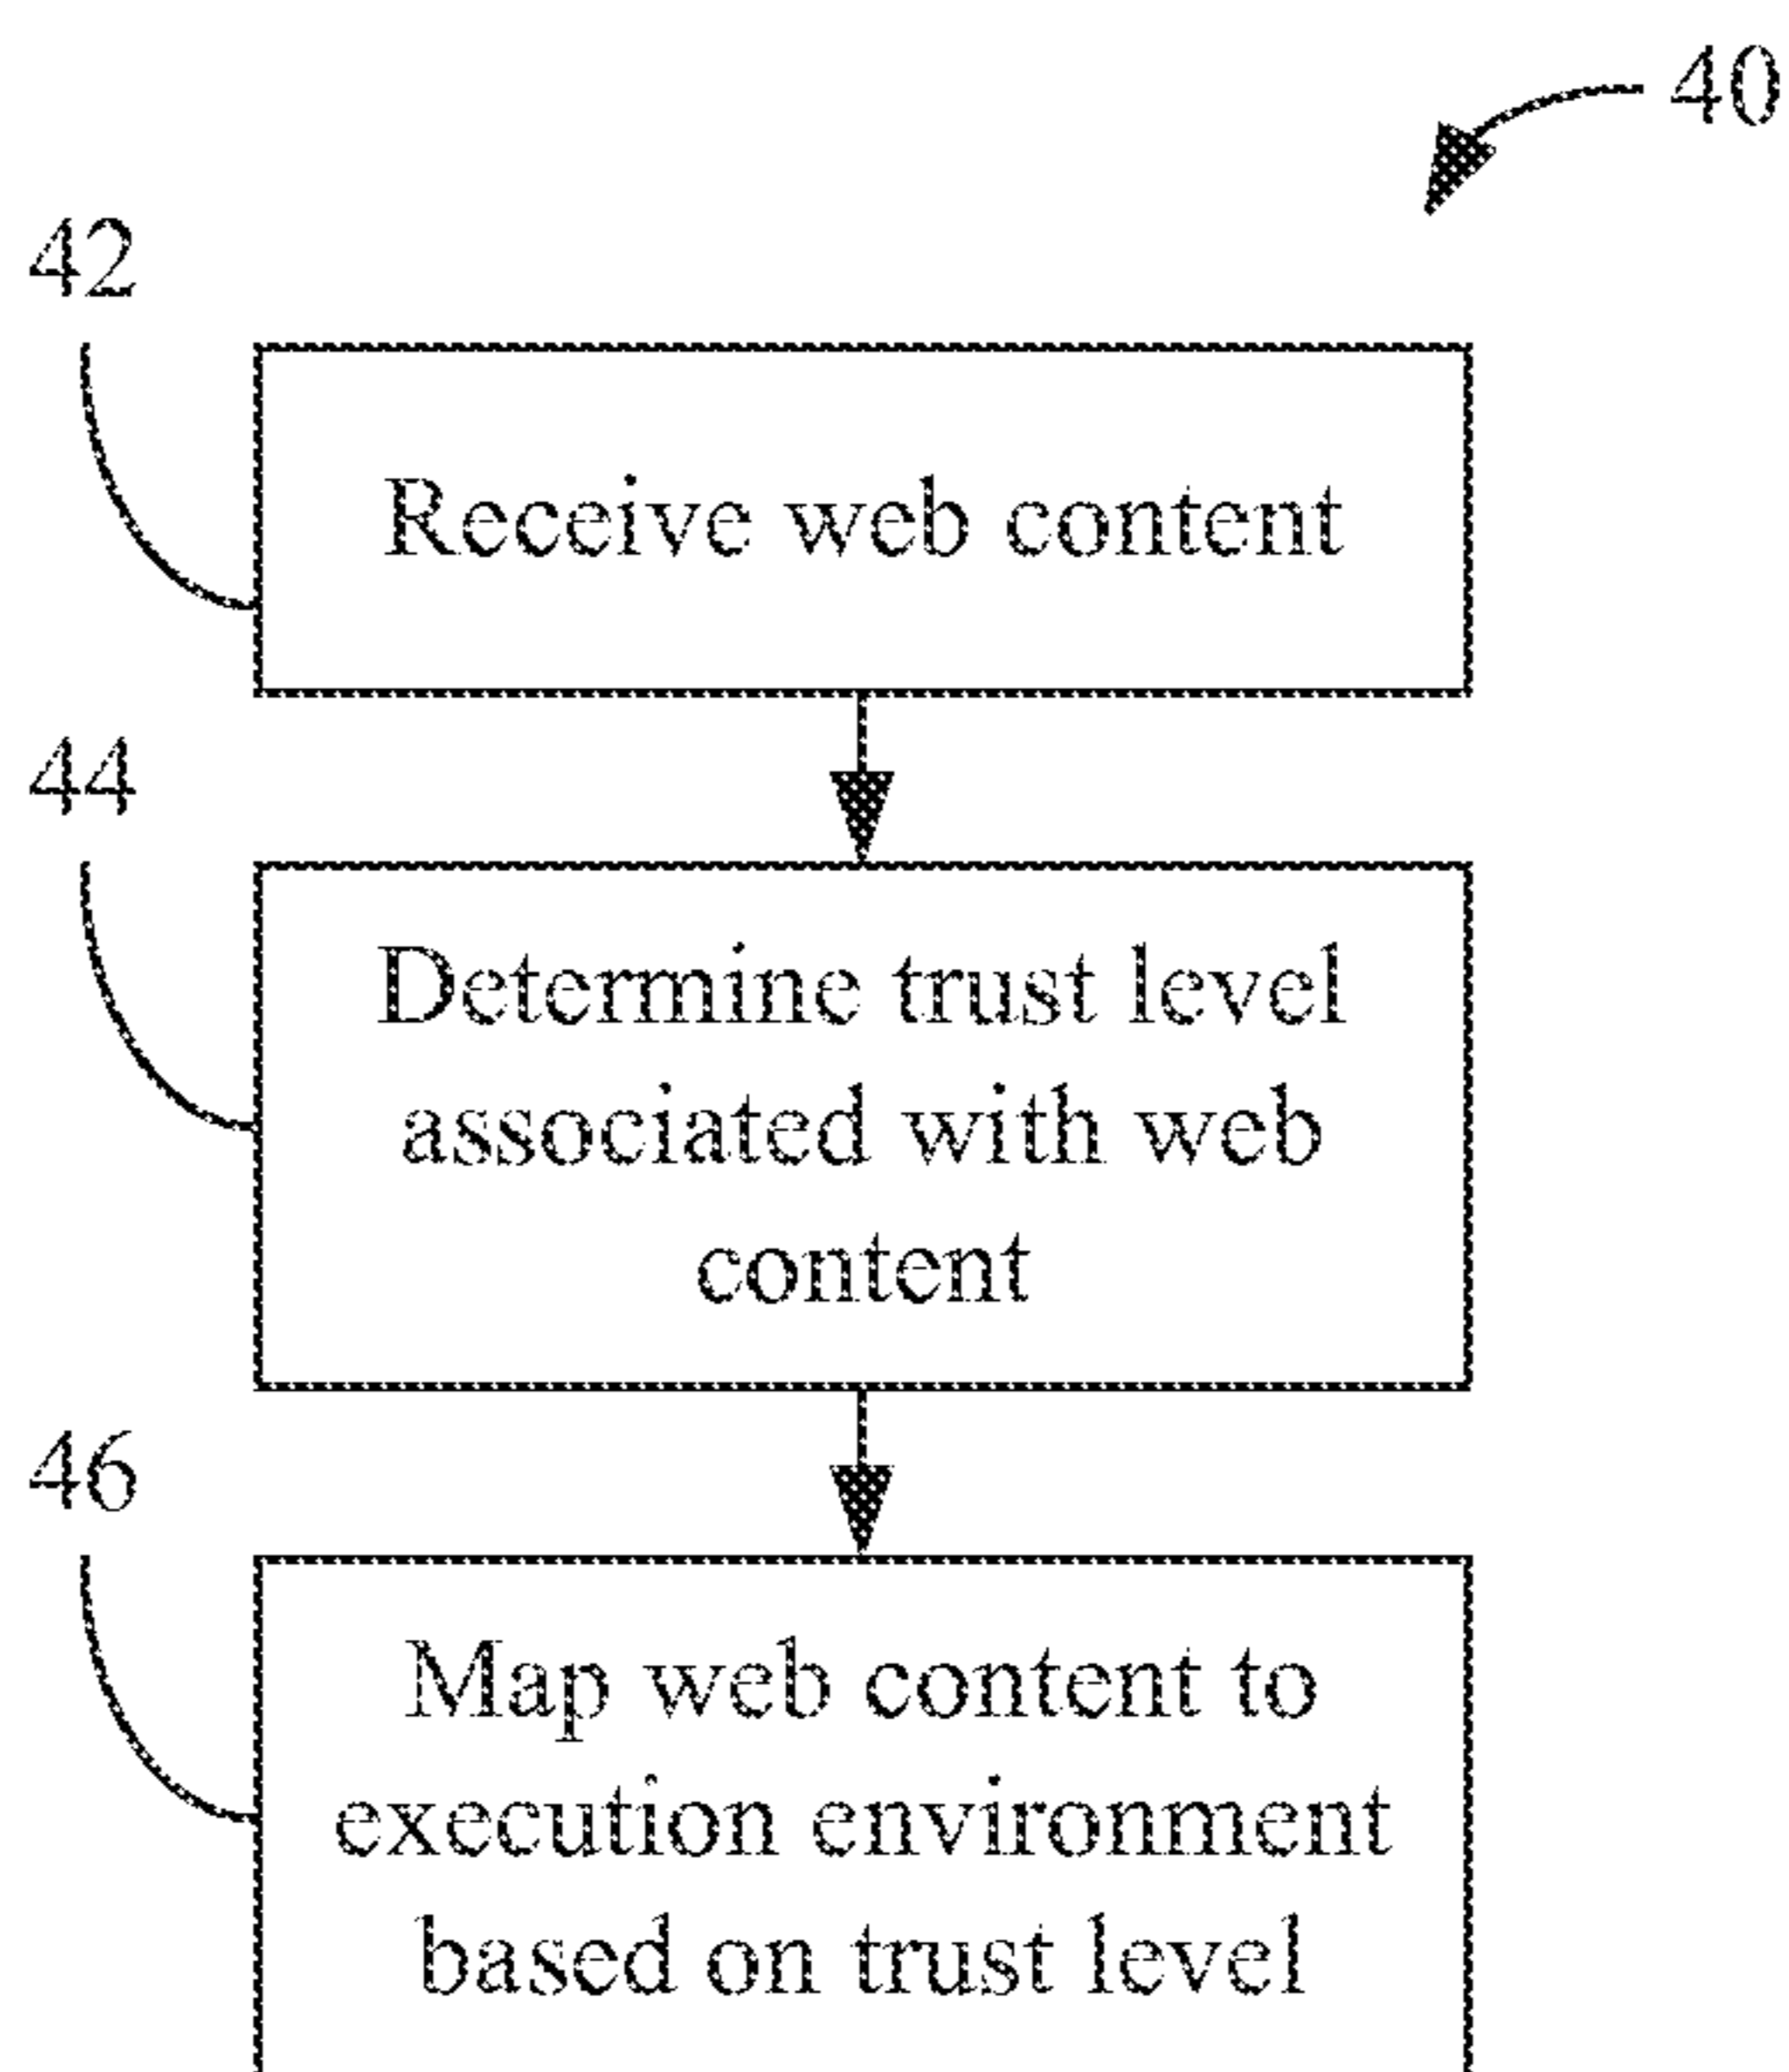 40
42
Receive web content
44
Determine trust level
associated with web
content
46
Map web content to
execution environment
based on trust level